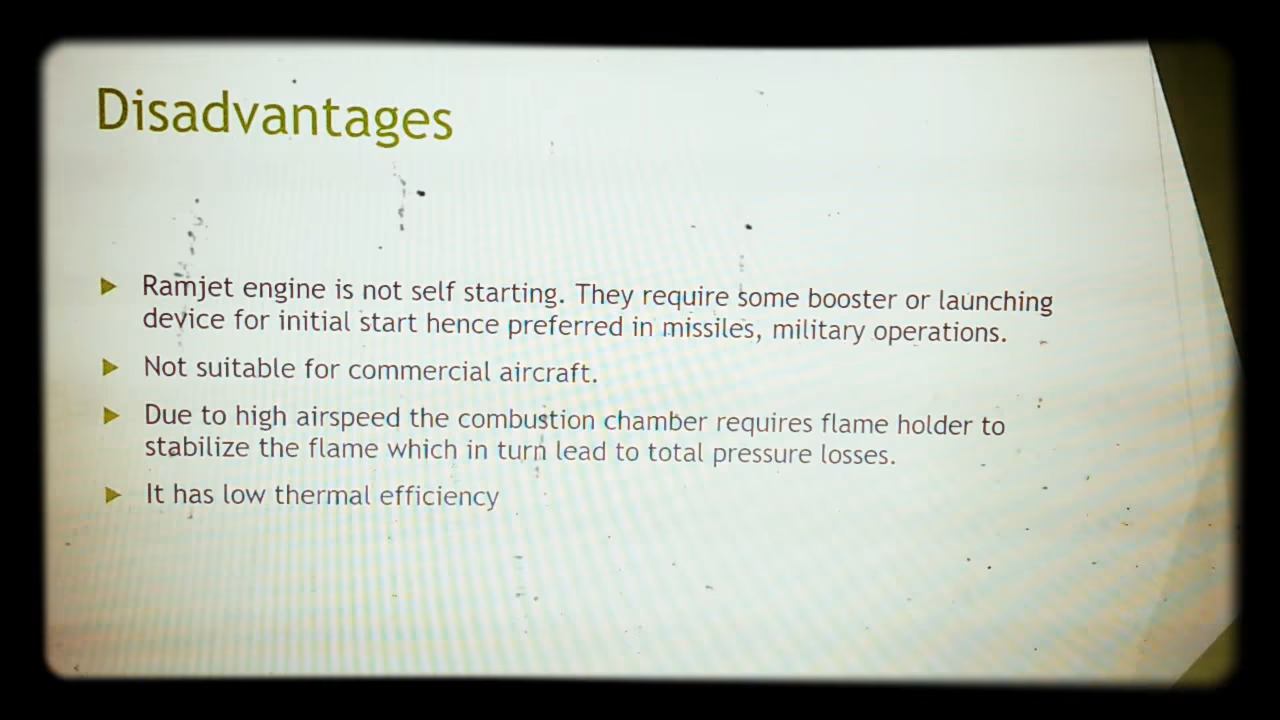 Disadvantages
Ramjet engine is not self starting. They require some booster or launching
device for initial start hence preferred in missiles, military operations.
Not suitable for commercial aircraft.
Due to high airspeed the combustion chamber requires flame holder to
stabilize the flame which in turn lead to total pressure losses.
It has low thermal efficiency